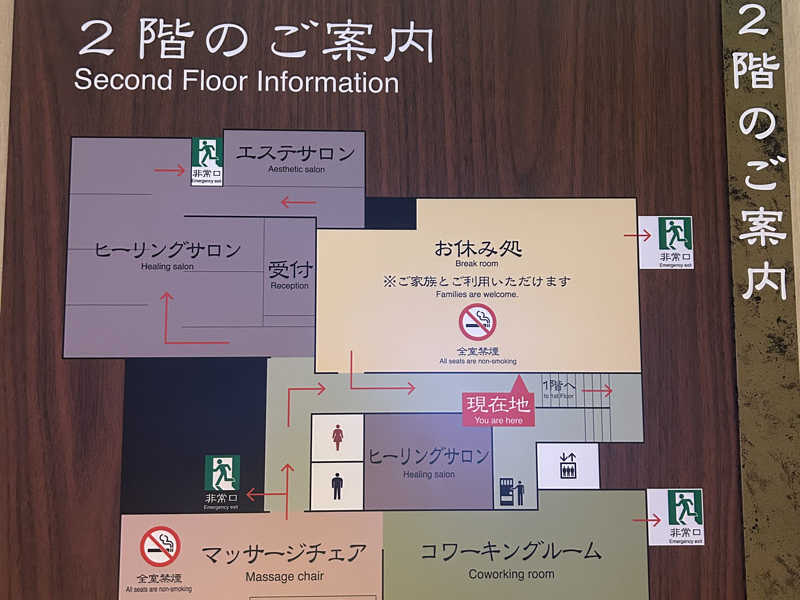 ２階のご案内
Second Floor Information
２階のご案内
非常口
Emergency exit
エステサロン
Aesthetic salon
ヒーリングサロン
Healing salon
受付
Reception
お休み処
Break room
※ご家族とご利用いただけます
Families are welcome.
全室禁煙
All seats are non-smoking
非常口
Emergency exit
1階へ
to 1st Floor
現在地
You are here
ヒーリングサロン
Healing salon
非常口
Emergency exit
全室禁煙
All seats are non-smoking
マッサージチェア
Massage chair
コワーキングルーム
Coworking room
非常口
Emergency exit